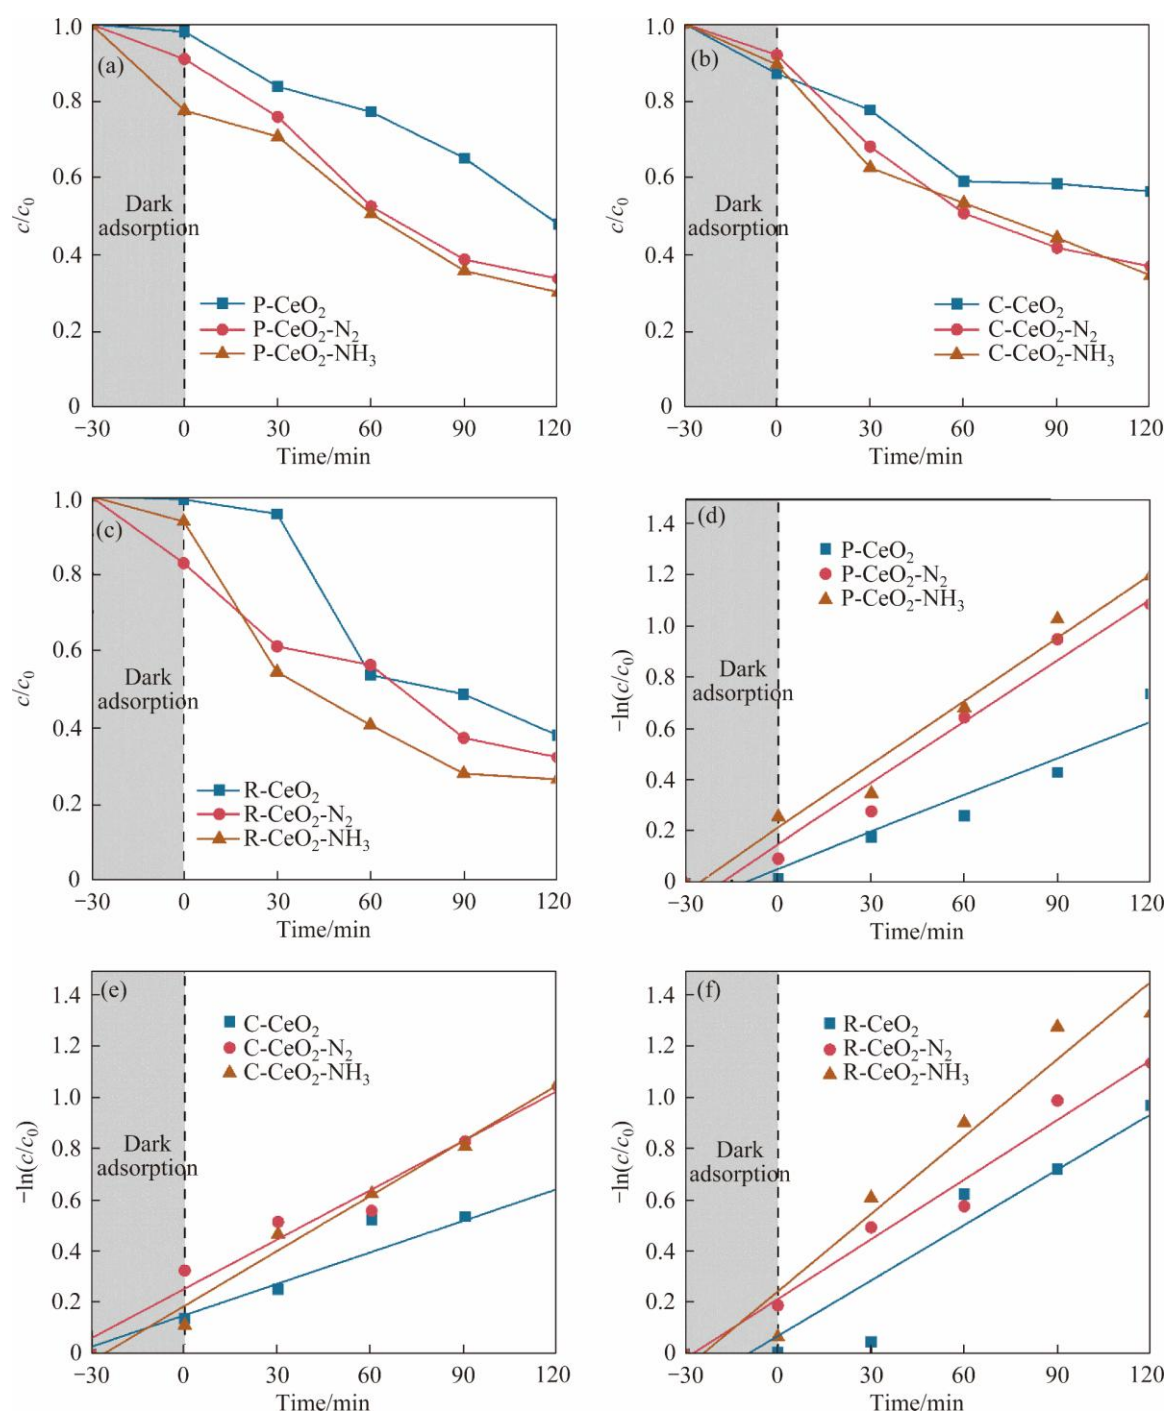 (a)
1.0
0.8
0.6
0.4
0.2
0
c/c₀
Dark
adsorption
P-CeO₂
P-CeO₂-N₂
P-CeO₂-NH₃
−30 0 30 60 90 120
Time/min
(b)
1.0
0.8
0.6
0.4
0.2
0
c/c₀
Dark
adsorption
C-CeO₂
C-CeO₂-N₂
C-CeO₂-NH₃
−30 0 30 60 90 120
Time/min
(c)
1.0
0.8
0.6
0.4
0.2
0
c/c₀
Dark
adsorption
R-CeO₂
R-CeO₂-N₂
R-CeO₂-NH₃
−30 0 30 60 90 120
Time/min
(d)
1.4
1.2
1.0
0.8
0.6
0.4
0.2
0
−ln(c/c₀)
Dark
adsorption
P-CeO₂
P-CeO₂-N₂
P-CeO₂-NH₃
−30 0 30 60 90 120
Time/min
(e)
1.4
1.2
1.0
0.8
0.6
0.4
0.2
0
−ln(c/c₀)
Dark
adsorption
C-CeO₂
C-CeO₂-N₂
C-CeO₂-NH₃
−30 0 30 60 90 120
Time/min
(f)
1.4
1.2
1.0
0.8
0.6
0.4
0.2
0
−ln(c/c₀)
Dark
adsorption
R-CeO₂
R-CeO₂-N₂
R-CeO₂-NH₃
−30 0 30 60 90 120
Time/min